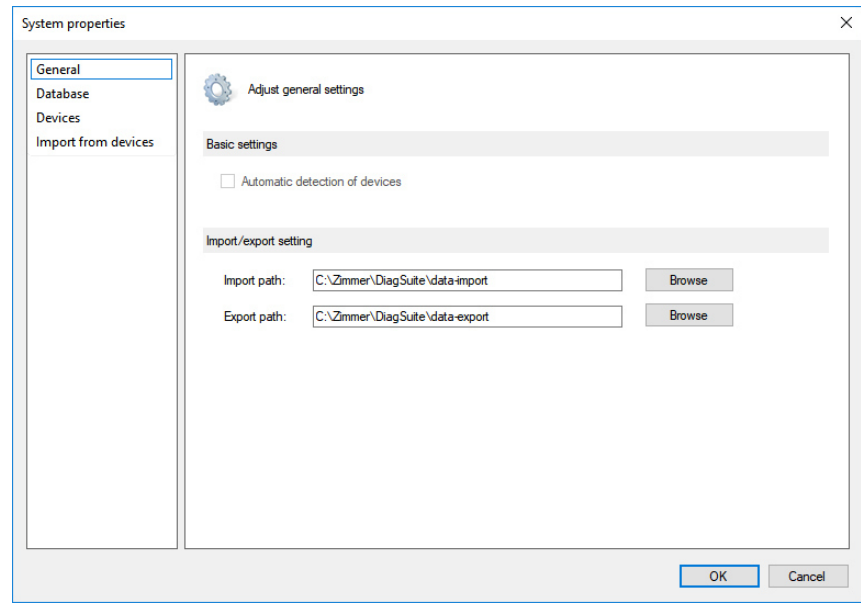 System properties
General
Database
Devices
Import from devices
Adjust general settings
Basic settings
Automatic detection of devices
Import/export setting
Import path: C:\Zimmer\DiagSuite\data-import Browse
Export path: C:\Zimmer\DiagSuite\data-export Browse
OK Cancel